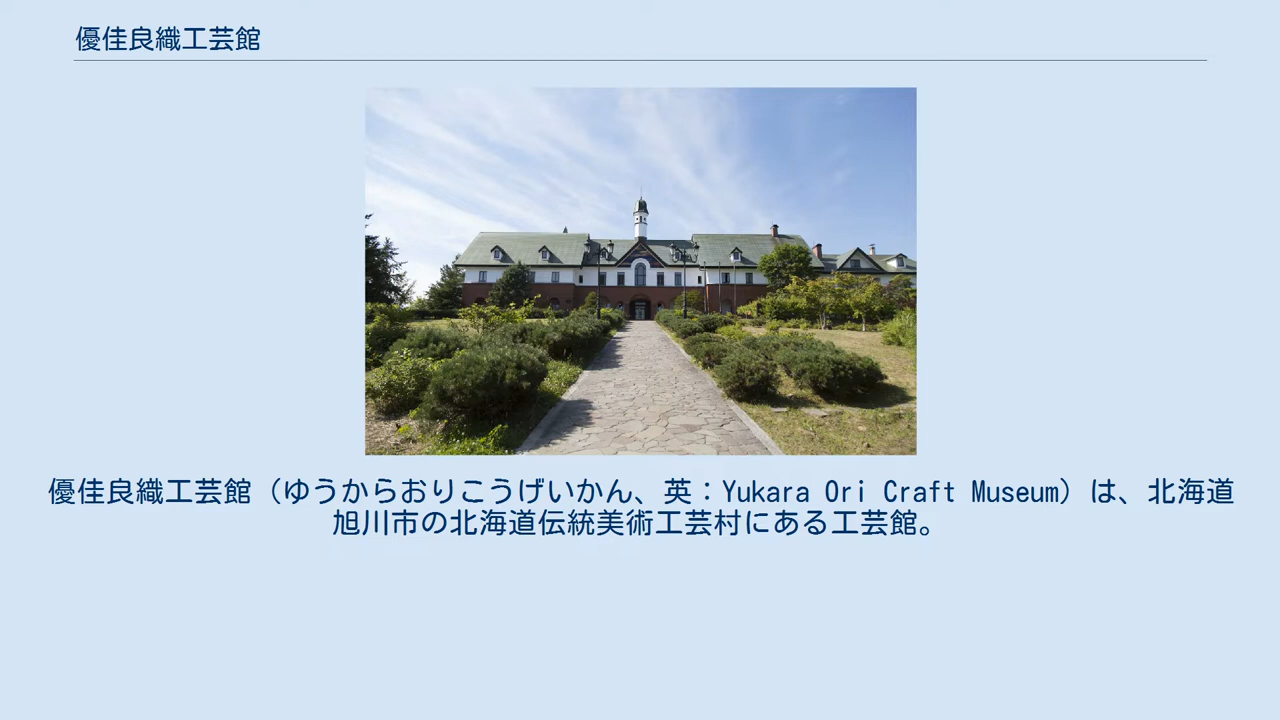 優佳良織工芸館
優佳良織工芸館（ゆうからおりこうげいかん、英：Yukara Ori Craft Museum）は、北海道
旭川市の北海道伝統美術工芸村にある工芸館。